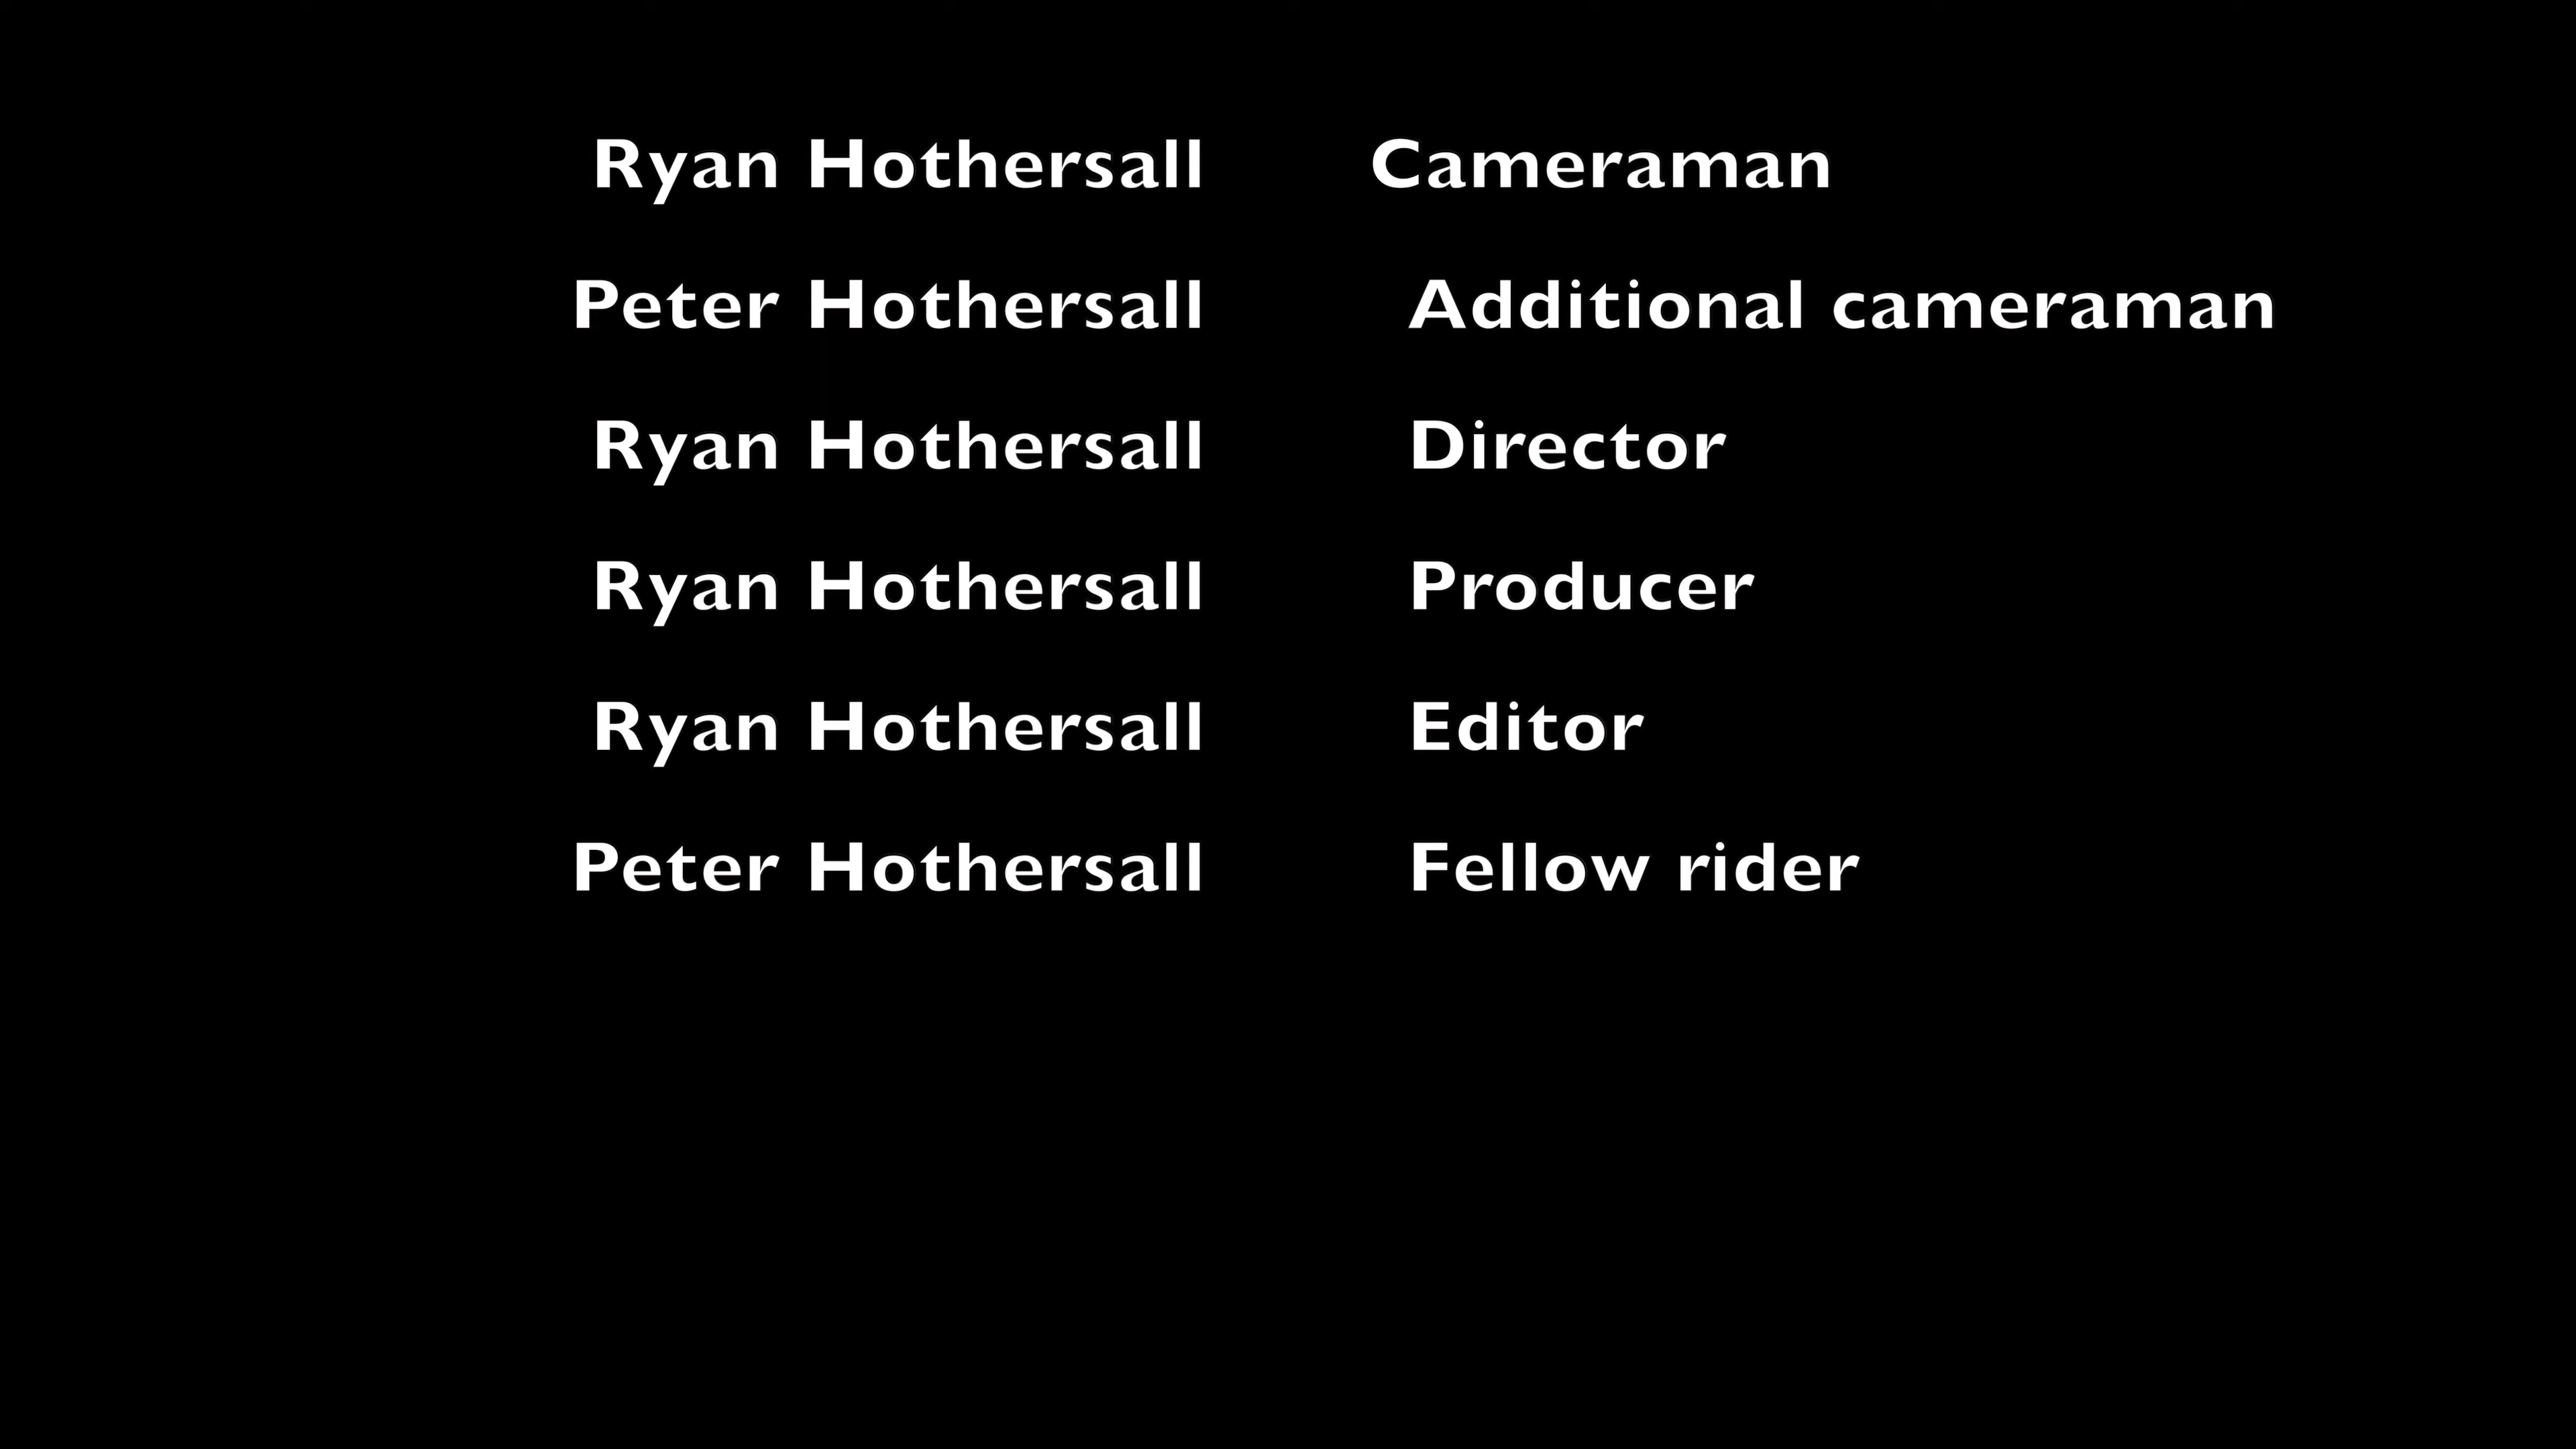 Ryan Hothersall Cameraman
Peter Hothersall Additional cameraman
Ryan Hothersall Director
Ryan Hothersall Producer
Ryan Hothersall Editor
Peter Hothersall Fellow rider